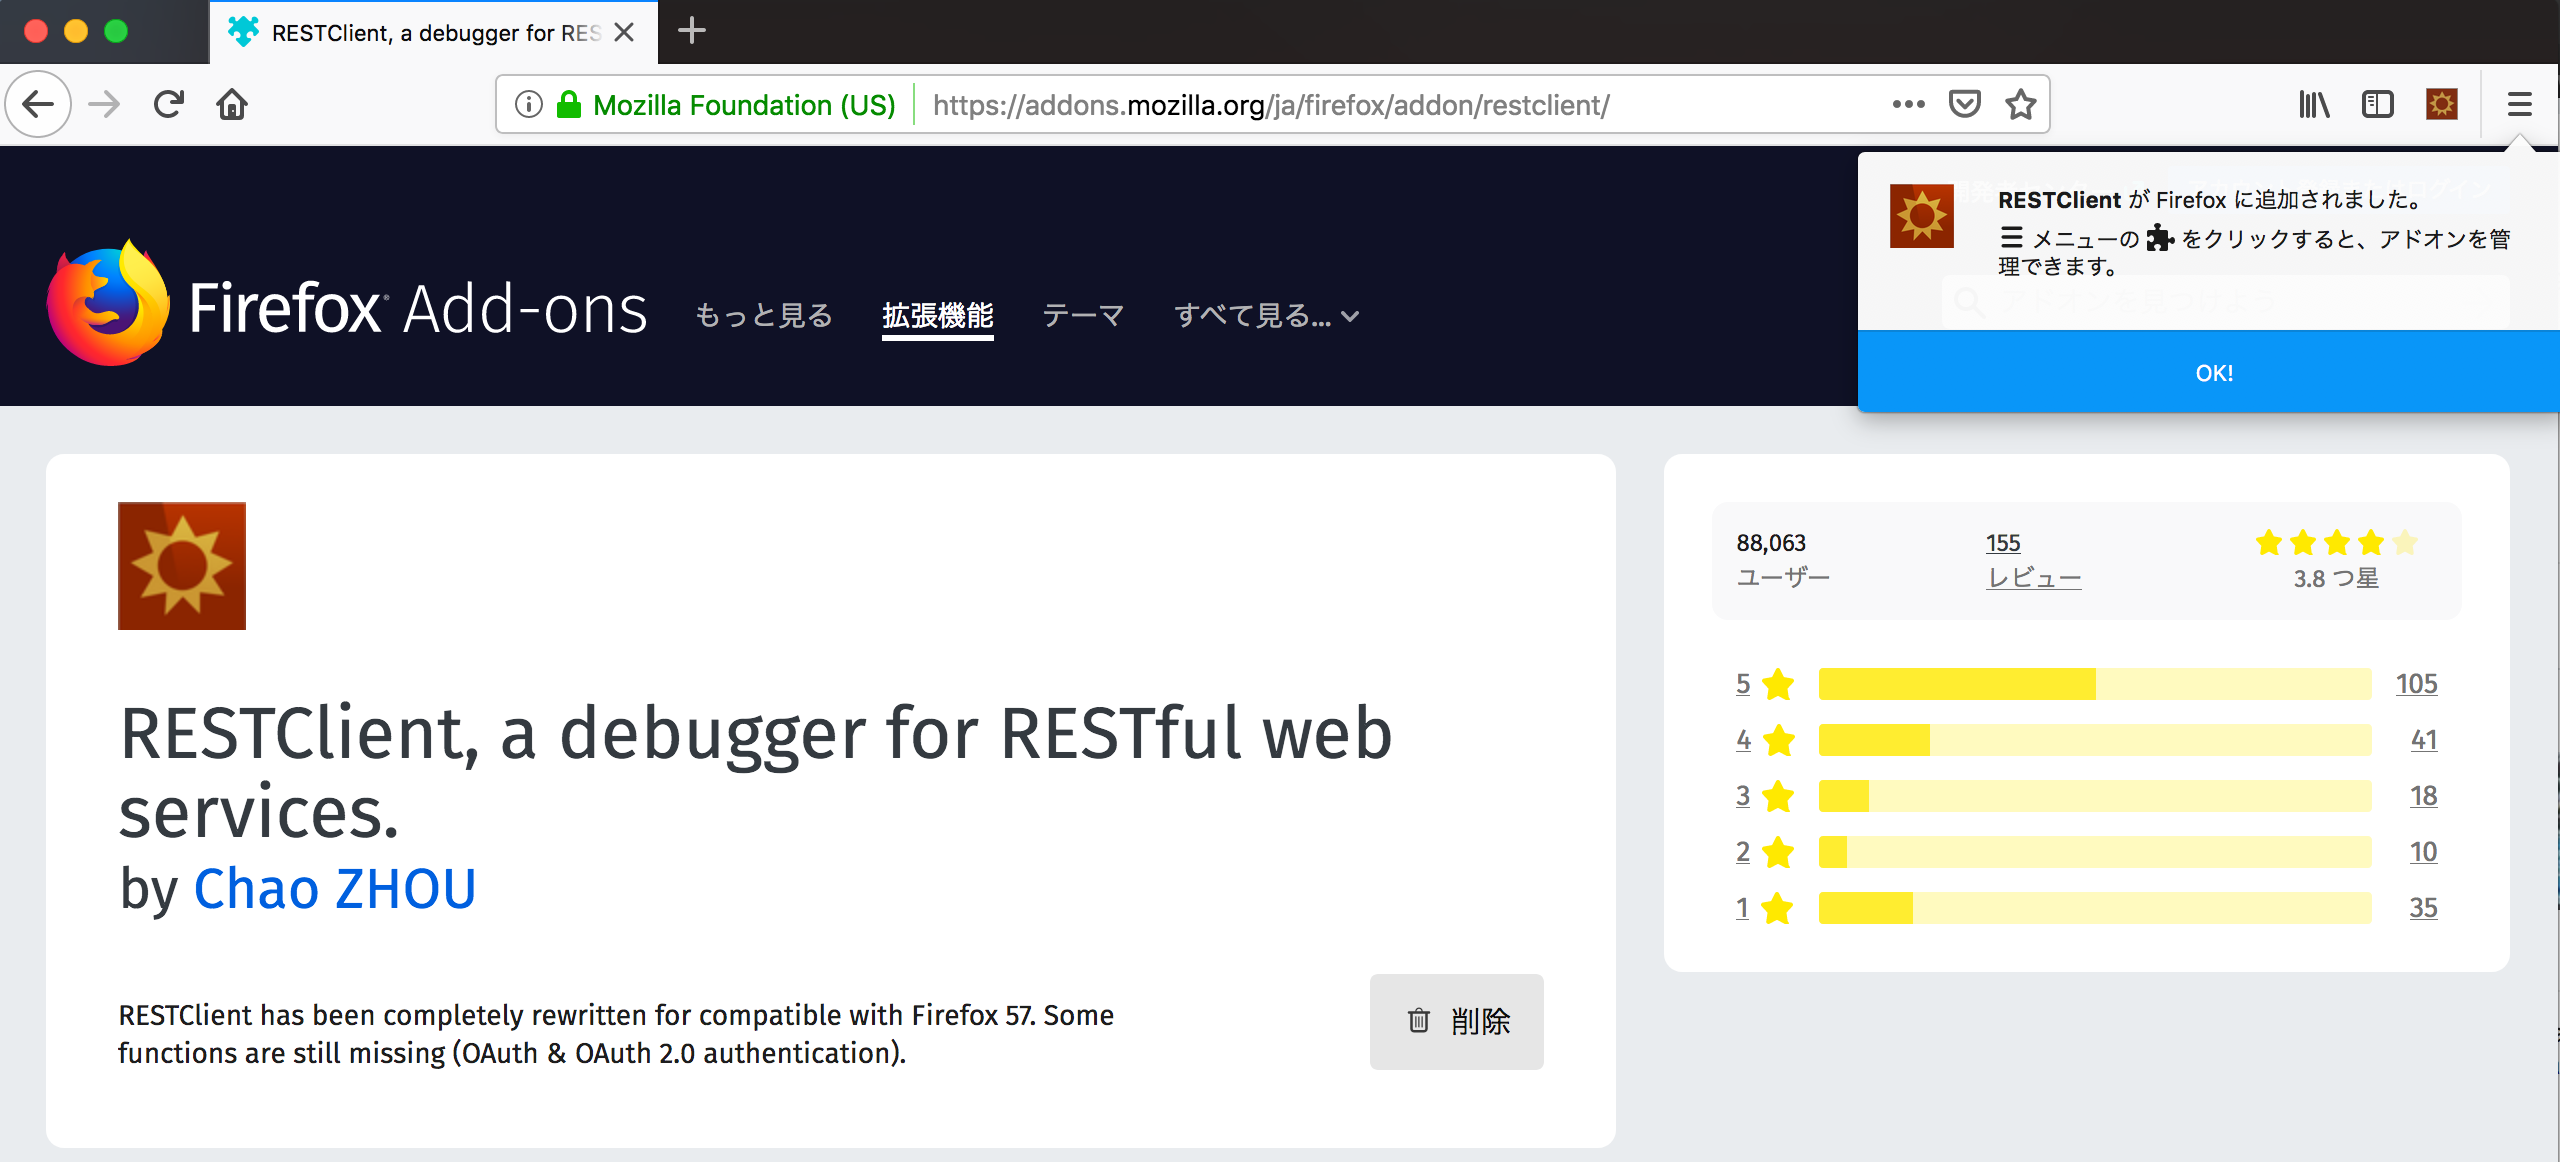 RESTClient, a debugger for RES
Mozilla Foundation (US)
https://addons.mozilla.org/ja/firefox/addon/restclient/
RESTClient が Firefox に追加されました。
メニューの をクリックすると、アドオンを管
理できます。
OK!
Firefox Add-ons
もっと見る
拡張機能
テーマ
すべて見る...
RESTClient, a debugger for RESTful web
services.
by Chao ZHOU
RESTClient has been completely rewritten for compatible with Firefox 57. Some
functions are still missing (OAuth & OAuth 2.0 authentication).
削除
88,063
ユーザー
155
レビュー
3.8 つ星
5 105
4 41
3 18
2 10
1 35